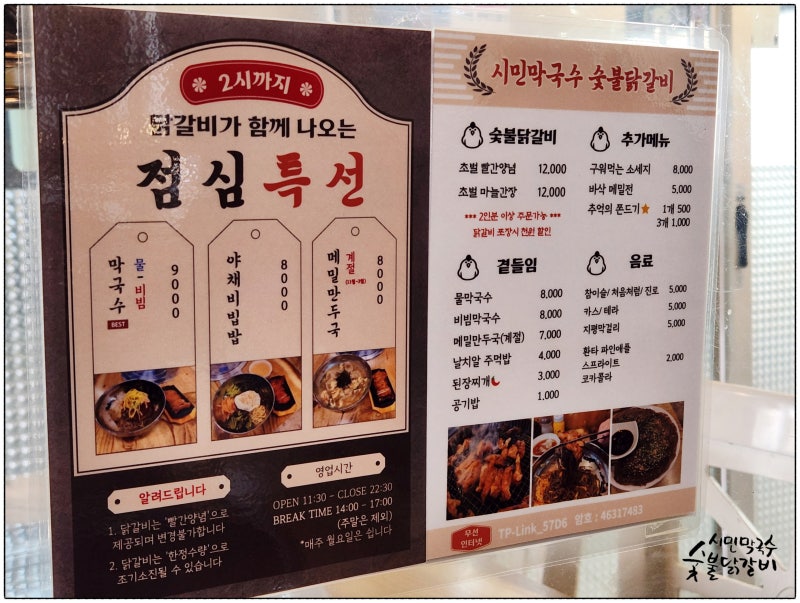 2시까지
닭갈비가 함께 나오는
점심특선
막국수
물-비빔
9000
BEST
야채비빔밥
8000
메밀만두국
계절
8000
알려드립니다
1. 닭갈비는 '빨간양념'으로
제공되며 변경불가합니다
2. 닭갈비는 '한정수량'으로
조기소진될 수 있습니다
영업시간
OPEN 11:30 - CLOSE 22:30
BREAK TIME 14:00 - 17:00
(주말은 제외)
*매주 월요일은 쉽니다
시민막국수 숯불닭갈비
숯불닭갈비
초벌 빨간양념 12,000
초벌 마늘간장 12,000
*** 2인분 이상 주문가능 ***
닭갈비 포장시 천원 할인
추가메뉴
구워먹는 소세지 8,000
바삭 메밀전 5,000
추억의 쫀드기 1개 500
3개 1,000
곁들임
물막국수 8,000
비빔막국수 8,000
메밀만두국(계절) 7,000
날치알 주먹밥 4,000
된장찌개 3,000
공기밥 1,000
음료
참이슬/처음처럼/진로 5,000
카스/테라 5,000
지평막걸리 5,000
환타 파인애플
스프라이트 2,000
코카콜라
무선
인터넷
TP-Link_57D6 암호 : 46317483
시민막국수
숯불닭갈비